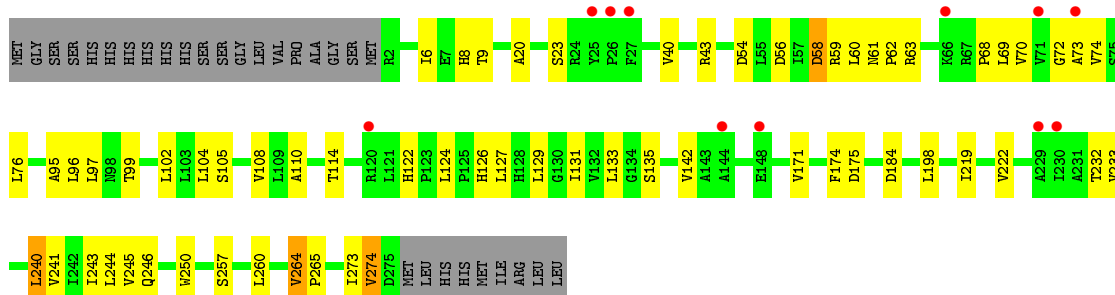 MET GLY SER SER HIS HIS HIS HIS HIS HIS SER SER GLY LEU VAL PRO ALA GLY SER MET R2 I6 E7 H8 T9 A20 S23 R24 Y25 P26 F27 V40 R43 D54 L55 D56 I57 D58 R59 L60 N61 P62 R63 K66 R67 P68 L69 V70 V71 G72 A73 V74 S75
L76 A95 L96 L97 N98 T99 L102 L103 L104 S105 V108 L109 A110 T114 R120 L121 H122 P123 L124 P125 H126 L127 H128 L129 G130 I131 V132 L133 G134 S135 V142 A143 A144 E148 V171 F174 D175 D184 L198 I219 V222 A229 I230 A231 T232 V233
L240 V241 I242 I243 L244 V245 Q246 W250 S257 L260 V264 P265 I273 V274 D275 MET LEU HIS HIS MET ILE ARG LEU LEU